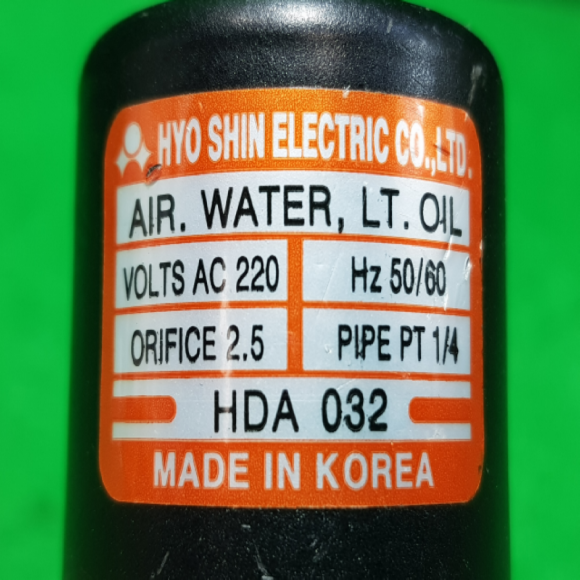 HYO SHIN ELECTRIC CO.,LTD.
AIR. WATER, LT. OIL
VOLTS AC 220 Hz 50/60
ORIFICE 2.5 PIPE PT 1/4
HDA 032
MADE IN KOREA